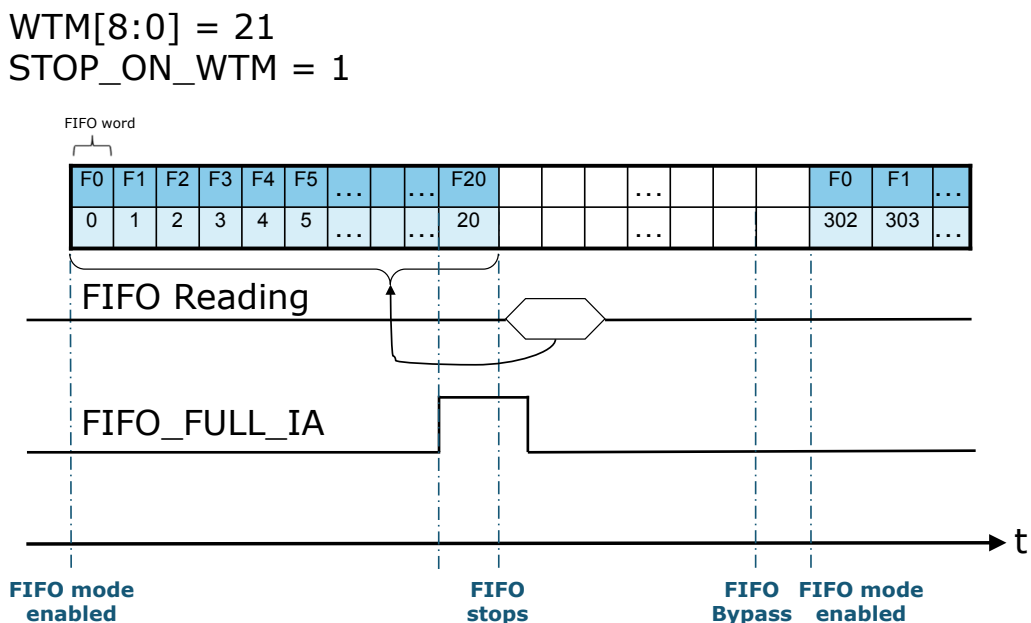 WTM[8:0] = 21
STOP_ON_WTM = 1
FIFO word
F0 F1 F2 F3 F4 F5 ... ... F20 ... F0 F1 ...
0 1 2 3 4 5 ... ... 20 ... 302 303 ...
FIFO Reading
FIFO_FULL_IA
t
FIFO mode enabled
FIFO stops
FIFO Bypass
FIFO mode enabled